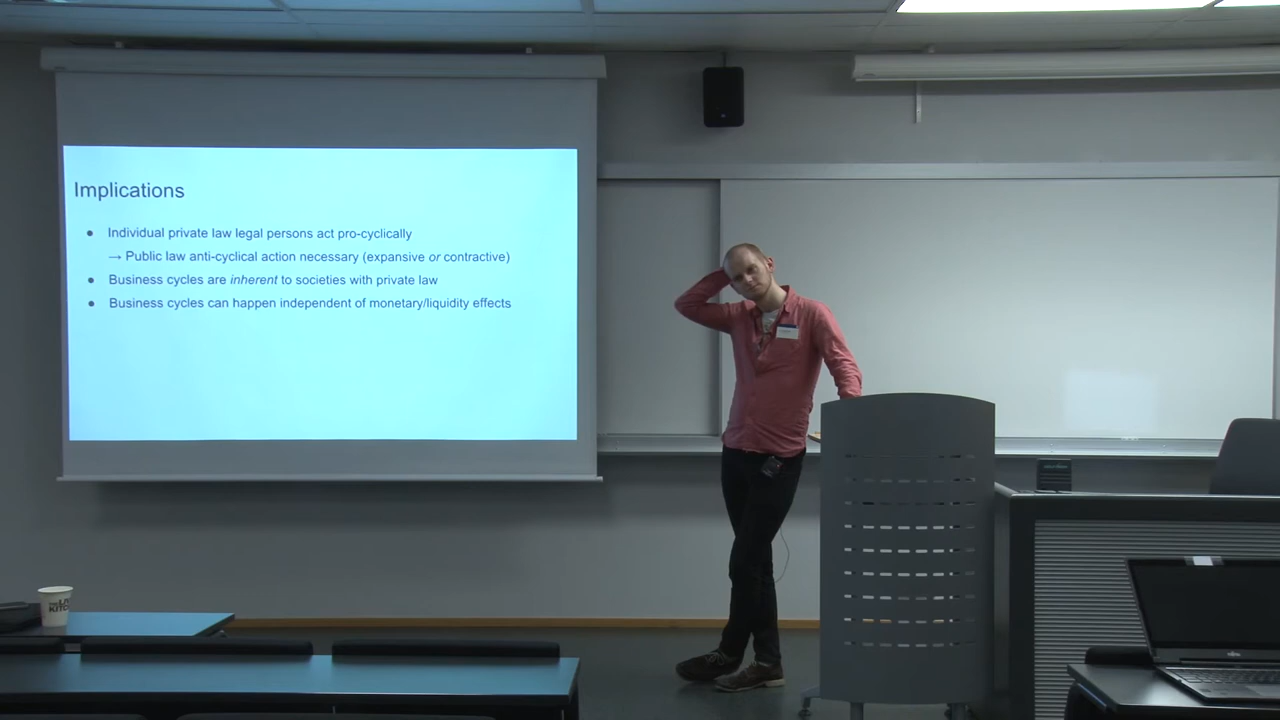 Implications
● Individual private law legal persons act pro-cyclically
→ Public law anti-cyclical action necessary (expansive or contractive)
● Business cycles are inherent to societies with private law
● Business cycles can happen independent of monetary/liquidity effects
FUJITSU